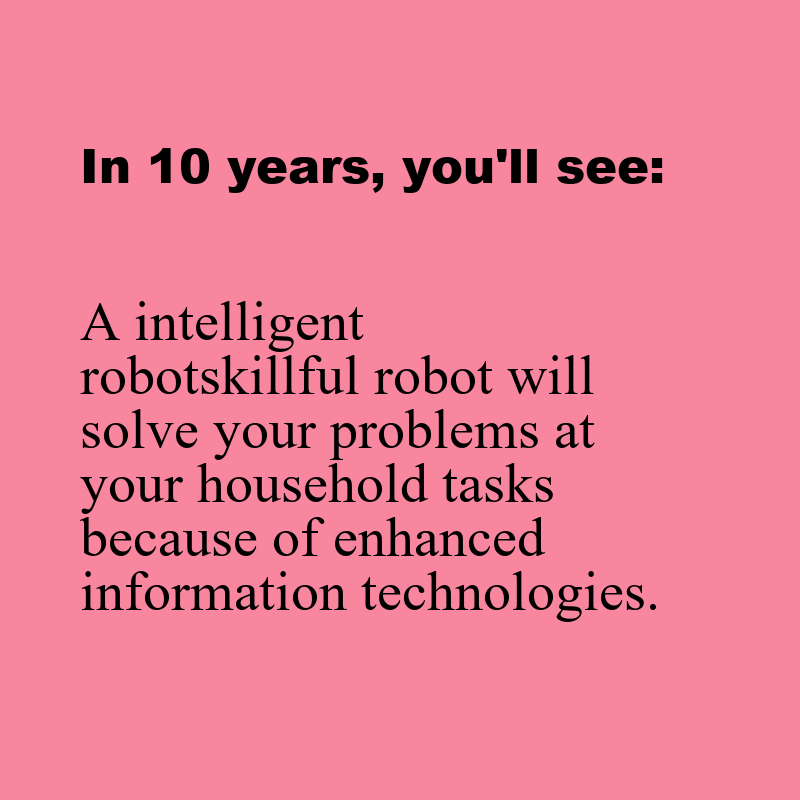 In 10 years, you'll see:
A intelligent
robotskillful robot will
solve your problems at
your household tasks
because of enhanced
information technologies.